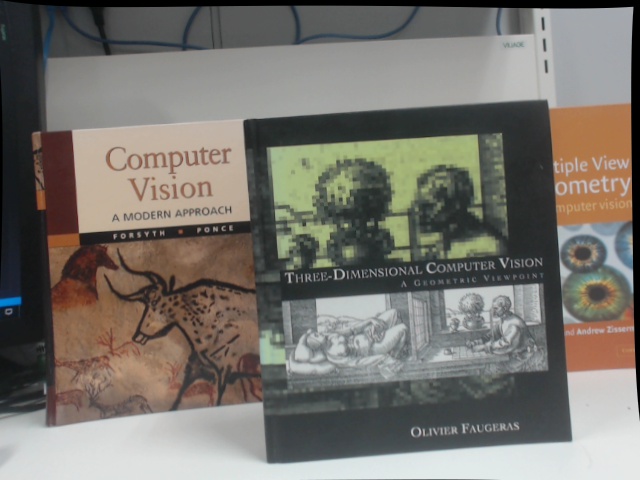 Computer
Vision
A MODERN APPROACH
FORSYTH PONCE
THREE-DIMENSIONAL COMPUTER VISION
A GEOMETRIC VIEWPOINT
OLIVIER FAUGERAS
tiple View
ometry
mputer vision
and Andrew Zisserm